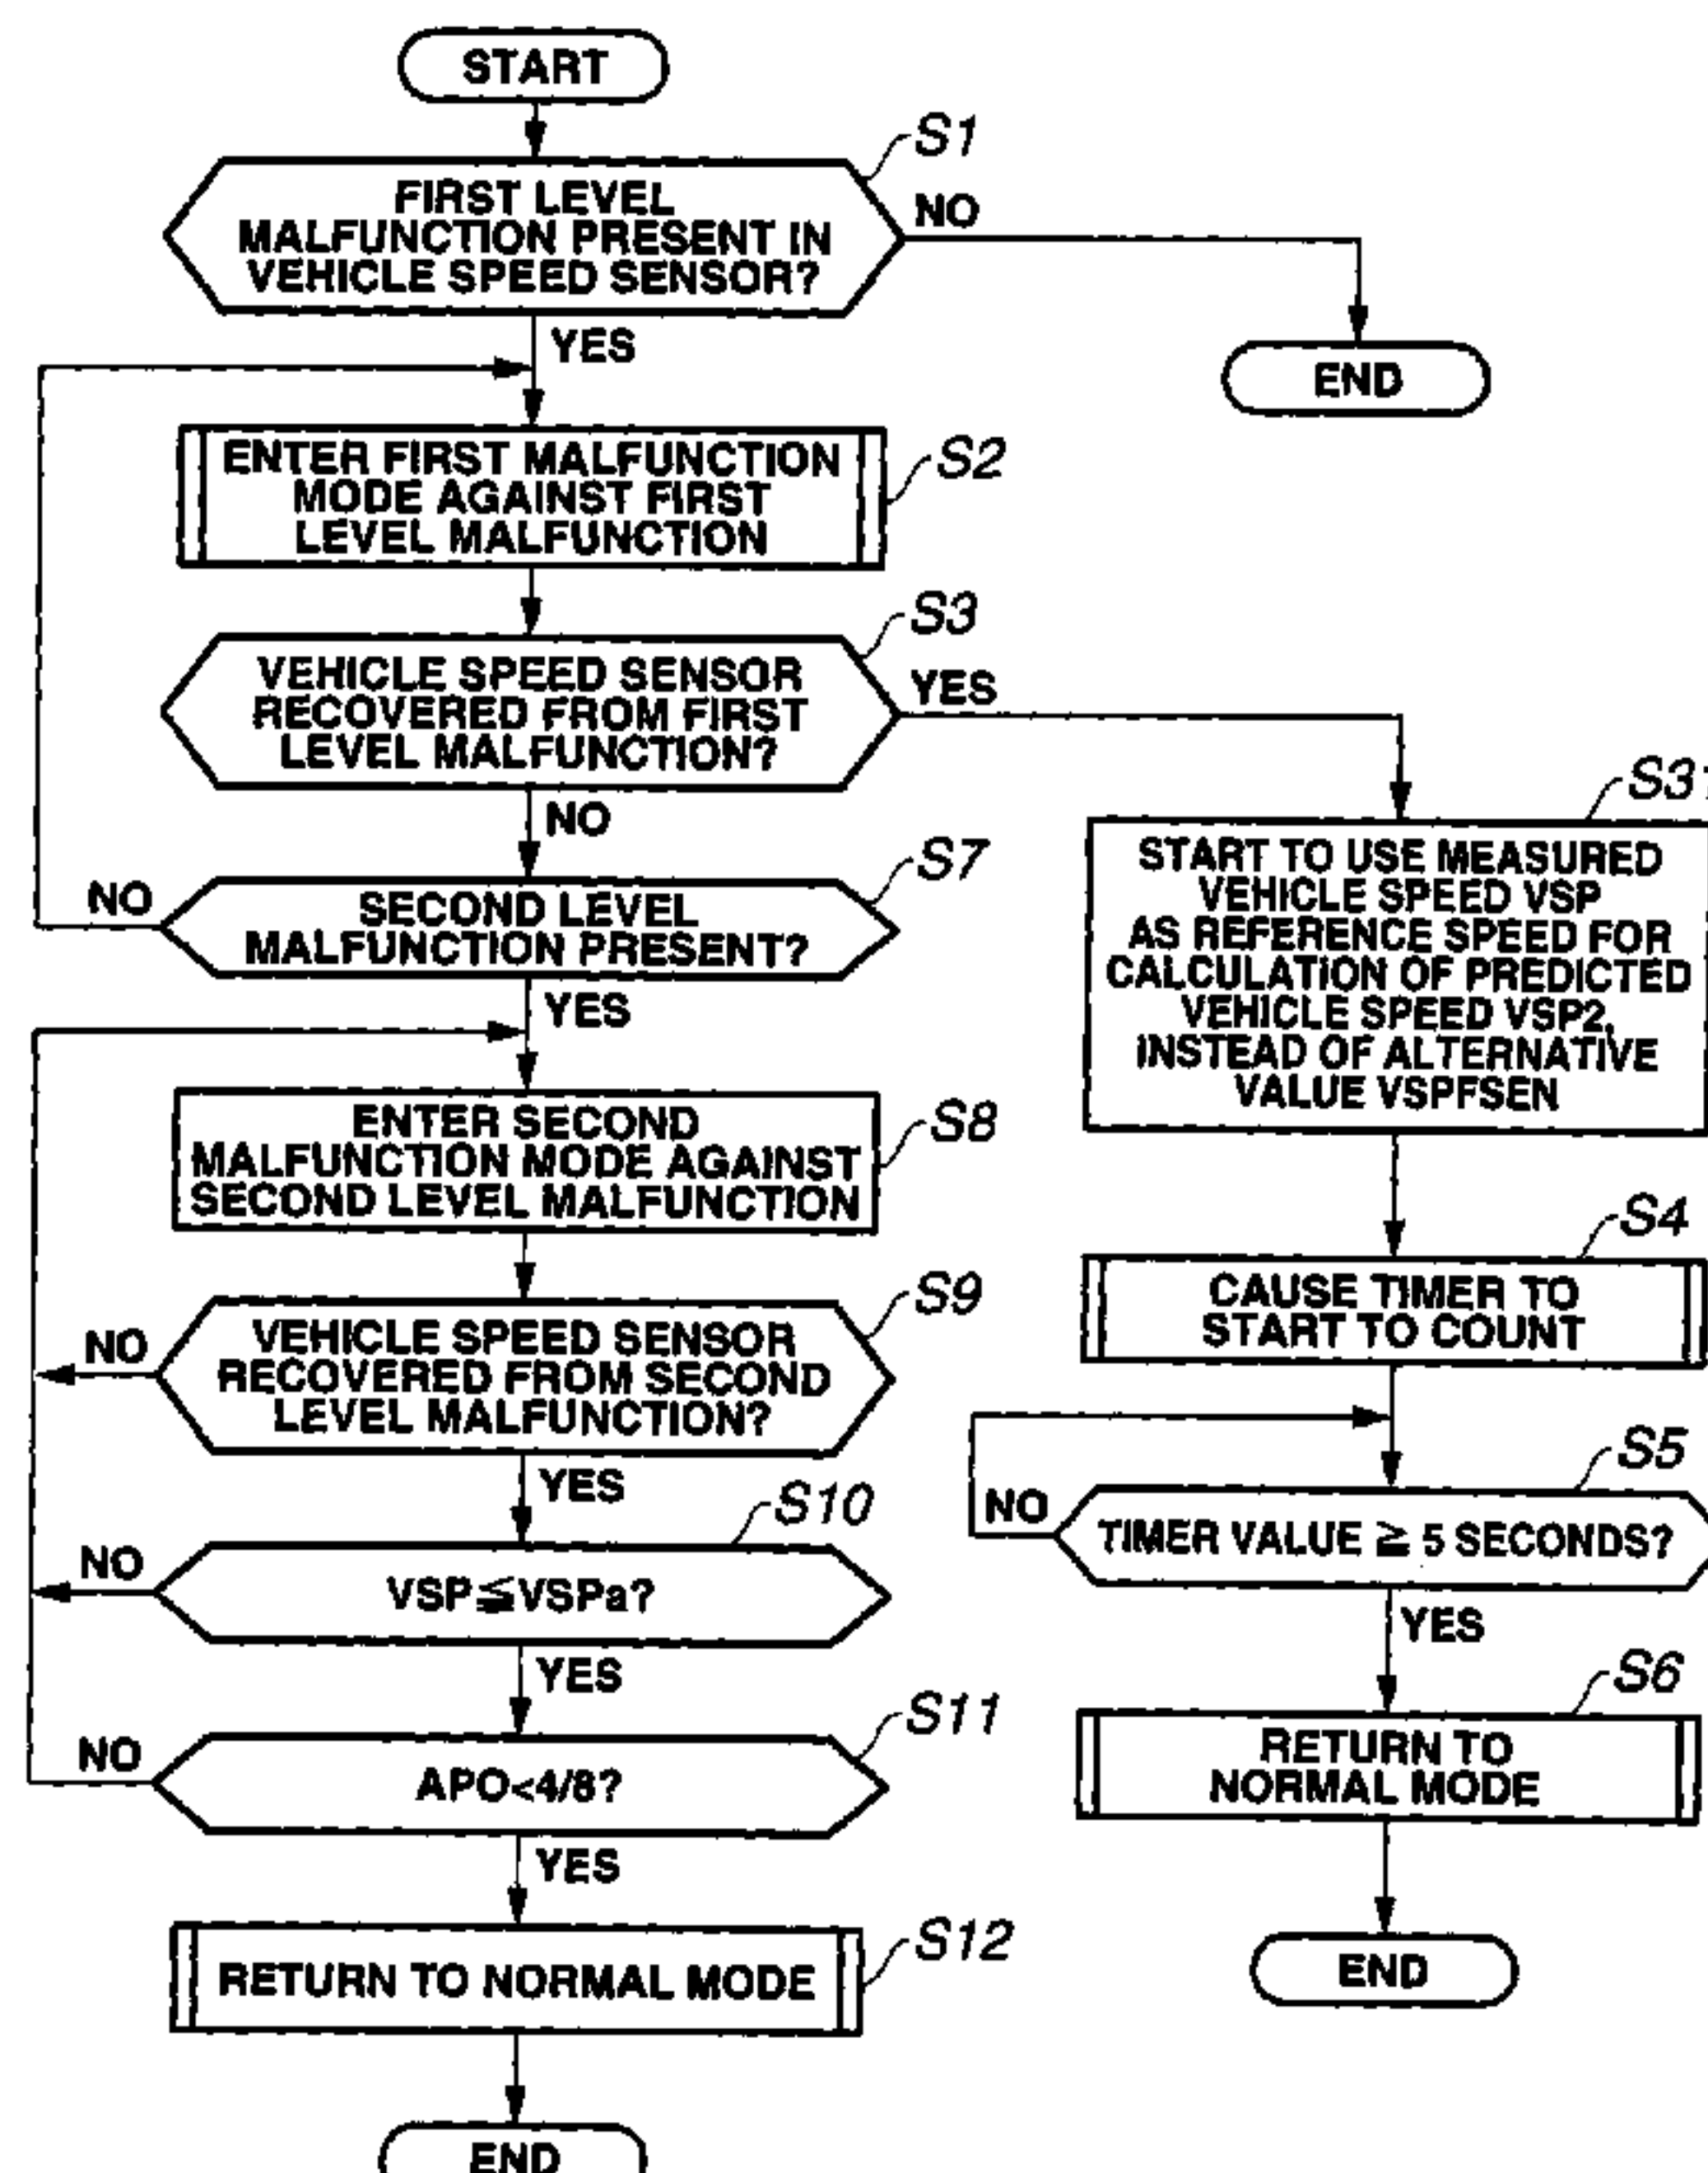 START
S1
FIRST LEVEL
MALFUNCTION PRESENT IN
VEHICLE SPEED SENSOR?
NO
YES
END
S2
ENTER FIRST MALFUNCTION
MODE AGAINST FIRST
LEVEL MALFUNCTION
S3
VEHICLE SPEED SENSOR
RECOVERED FROM FIRST
LEVEL MALFUNCTION?
YES
NO
S7
NO
SECOND LEVEL
MALFUNCTION PRESENT?
YES
S8
ENTER SECOND
MALFUNCTION MODE AGAINST
SECOND LEVEL MALFUNCTION
S9
NO
VEHICLE SPEED SENSOR
RECOVERED FROM SECOND
LEVEL MALFUNCTION?
YES
S10
NO
VSP≦VSPa?
YES
S11
NO
APO<4/8?
YES
S12
RETURN TO NORMAL MODE
END
S31
START TO USE MEASURED
VEHICLE SPEED VSP
AS REFERENCE SPEED FOR
CALCULATION OF PREDICTED
VEHICLE SPEED VSP2,
INSTEAD OF ALTERNATIVE
VALUE VSPFSEN
S4
CAUSE TIMER TO
START TO COUNT
S5
NO
TIMER VALUE ≧ 5 SECONDS?
YES
S6
RETURN TO
NORMAL MODE
END